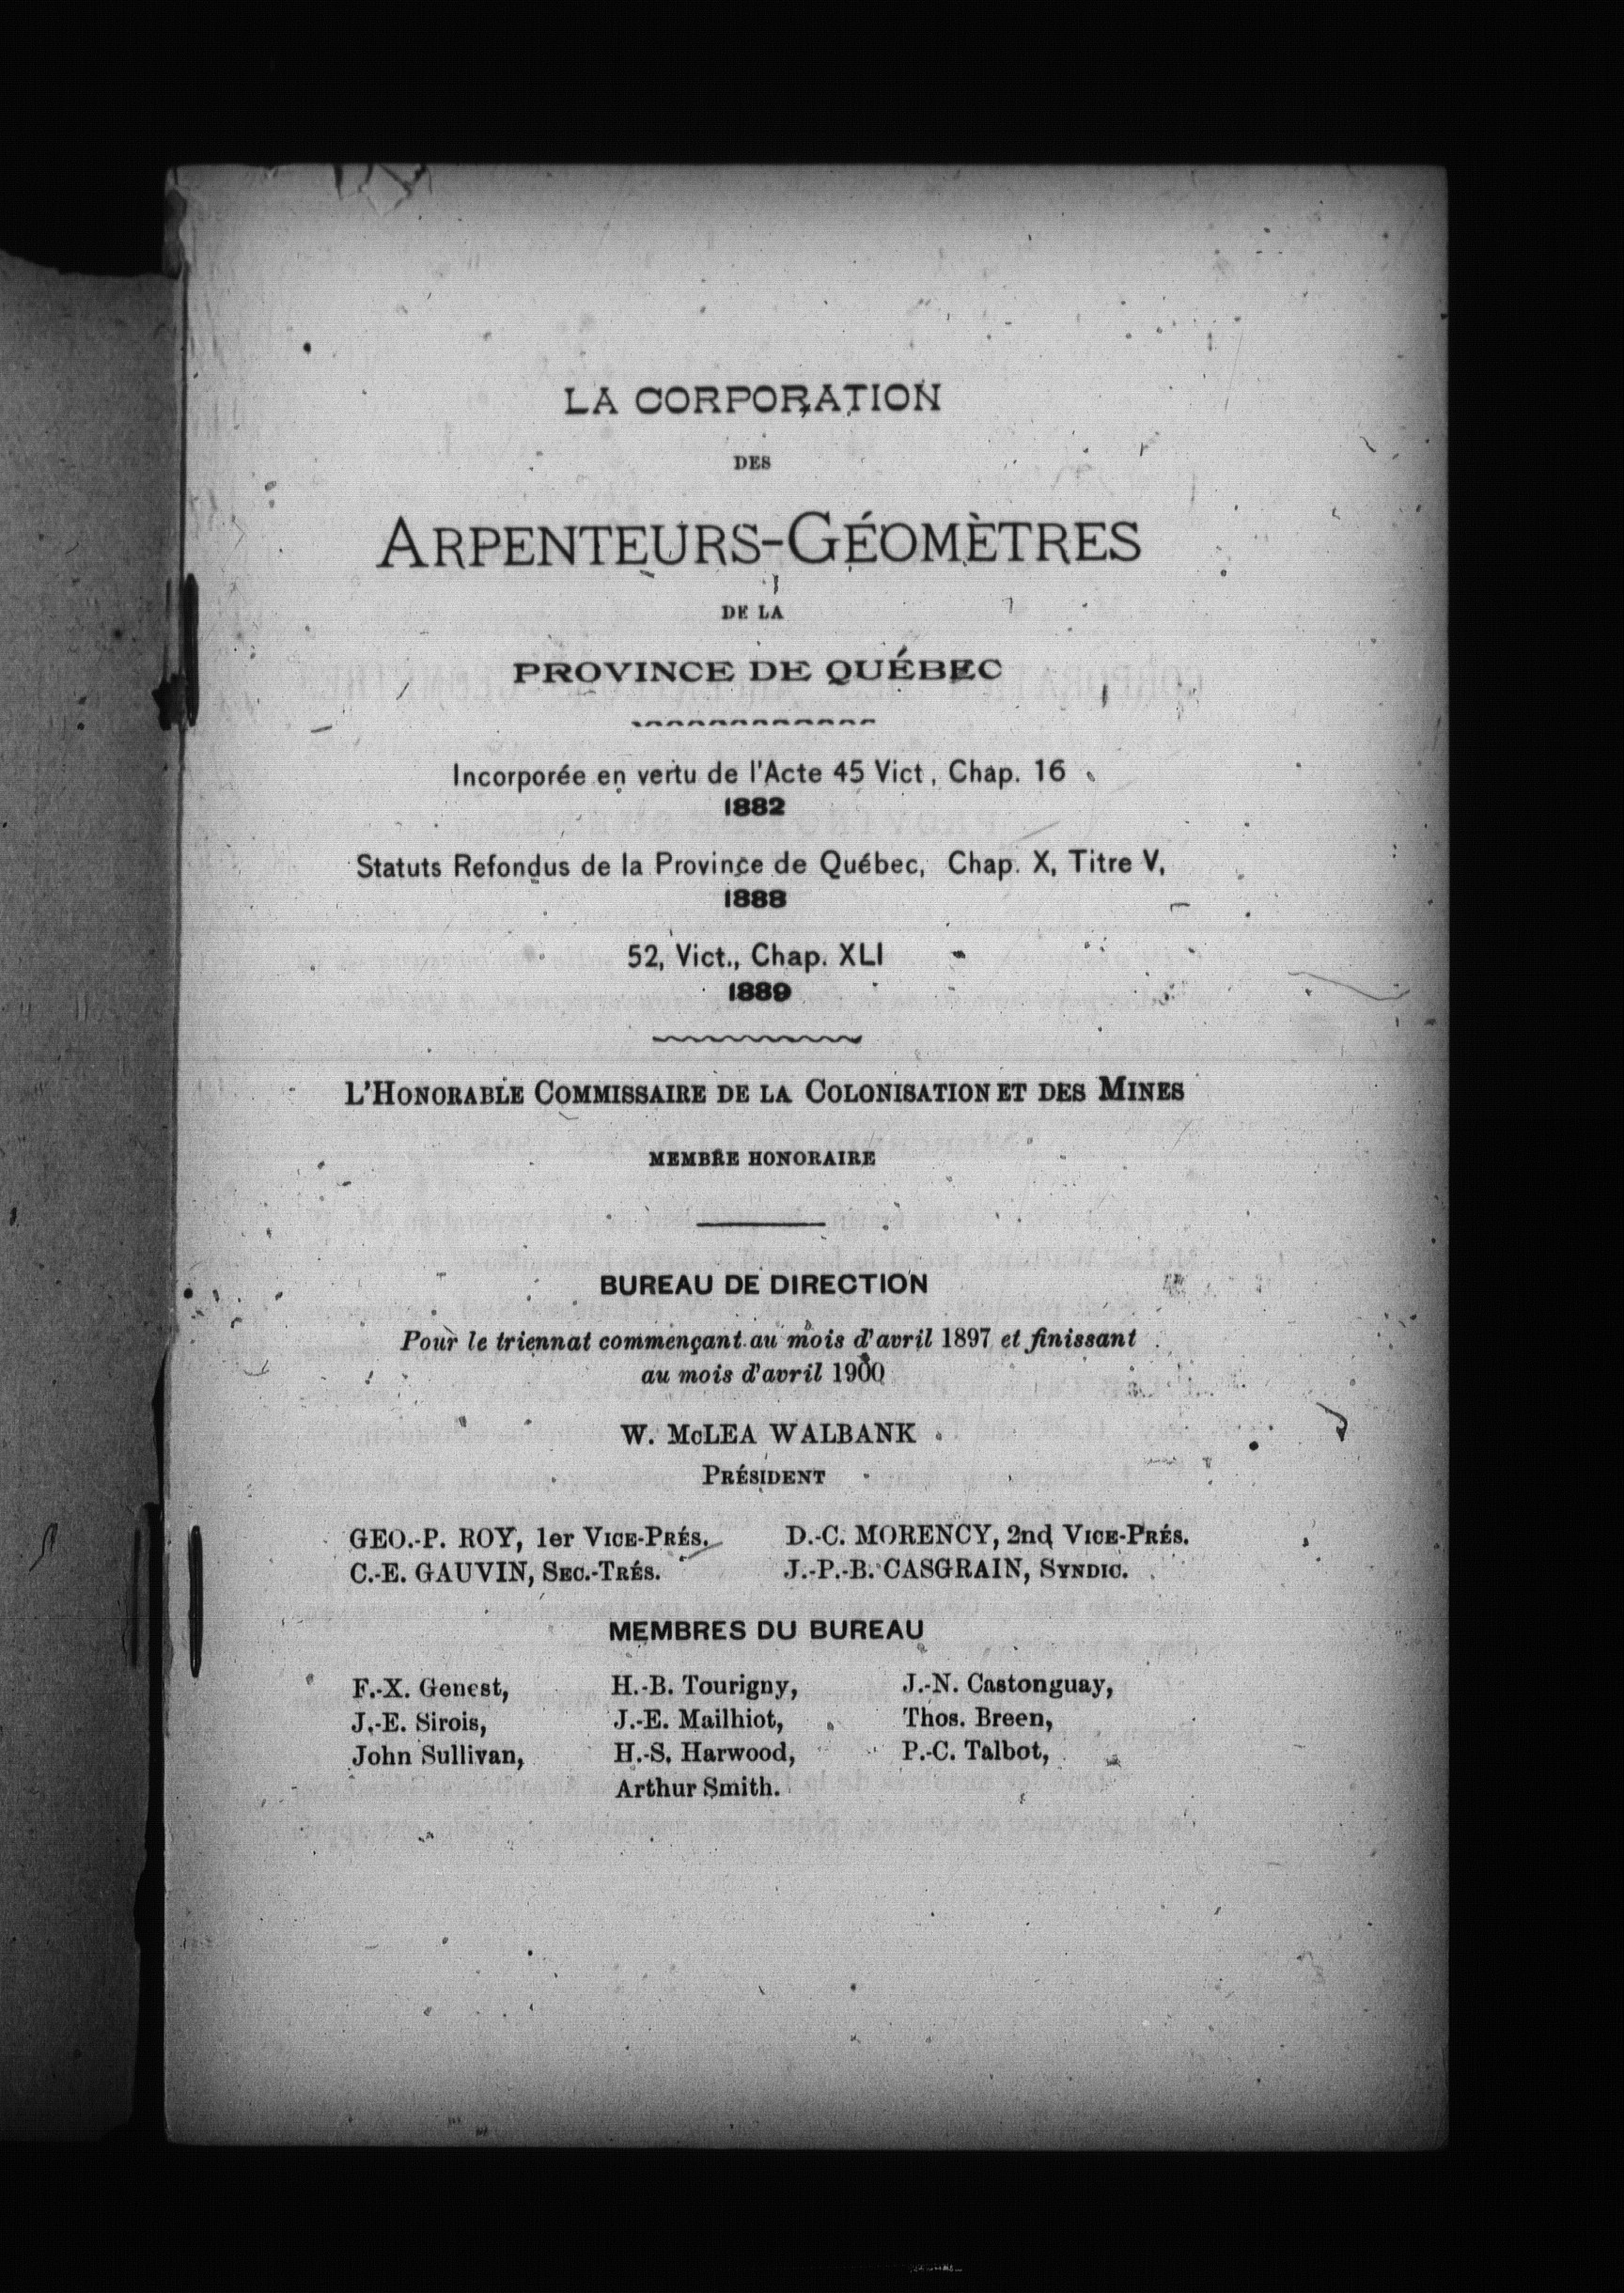 LA CORPORATION
DES
ARPENTEURS-GÉOMÈTRES
DE LA
PROVINCE DE QUÉBEC
Incorporée en vertu de l'Acte 45 Vict, Chap. 16
1882
Statuts Refondus de la Province de Québec, Chap. X, Titre V,
1888
52, Vict., Chap. XLI
1889
L'HONORABLE COMMISSAIRE DE LA COLONISATION ET DES MINES
MEMBRE HONORAIRE
BUREAU DE DIRECTION
Pour le triennat commençant au mois d'avril 1897 et finissant
au mois d'avril 1900
W. McLEA WALBANK
PRÉSIDENT
GEO.-P. ROY, 1er VICE-PRÉS. D.-C. MORENCY, 2nd VICE-PRÉS.
C.-E. GAUVIN, SEC.-TRÉS. J.-P.-B. CASGRAIN, SYNDIC.
MEMBRES DU BUREAU
F.-X. Genest, H.-B. Tourigny, J.-N. Castonguay,
J.-E. Sirois, J.-E. Mailhiot, Thos. Breen,
John Sullivan, H.-S. Harwood, P.-C. Talbot,
Arthur Smith.